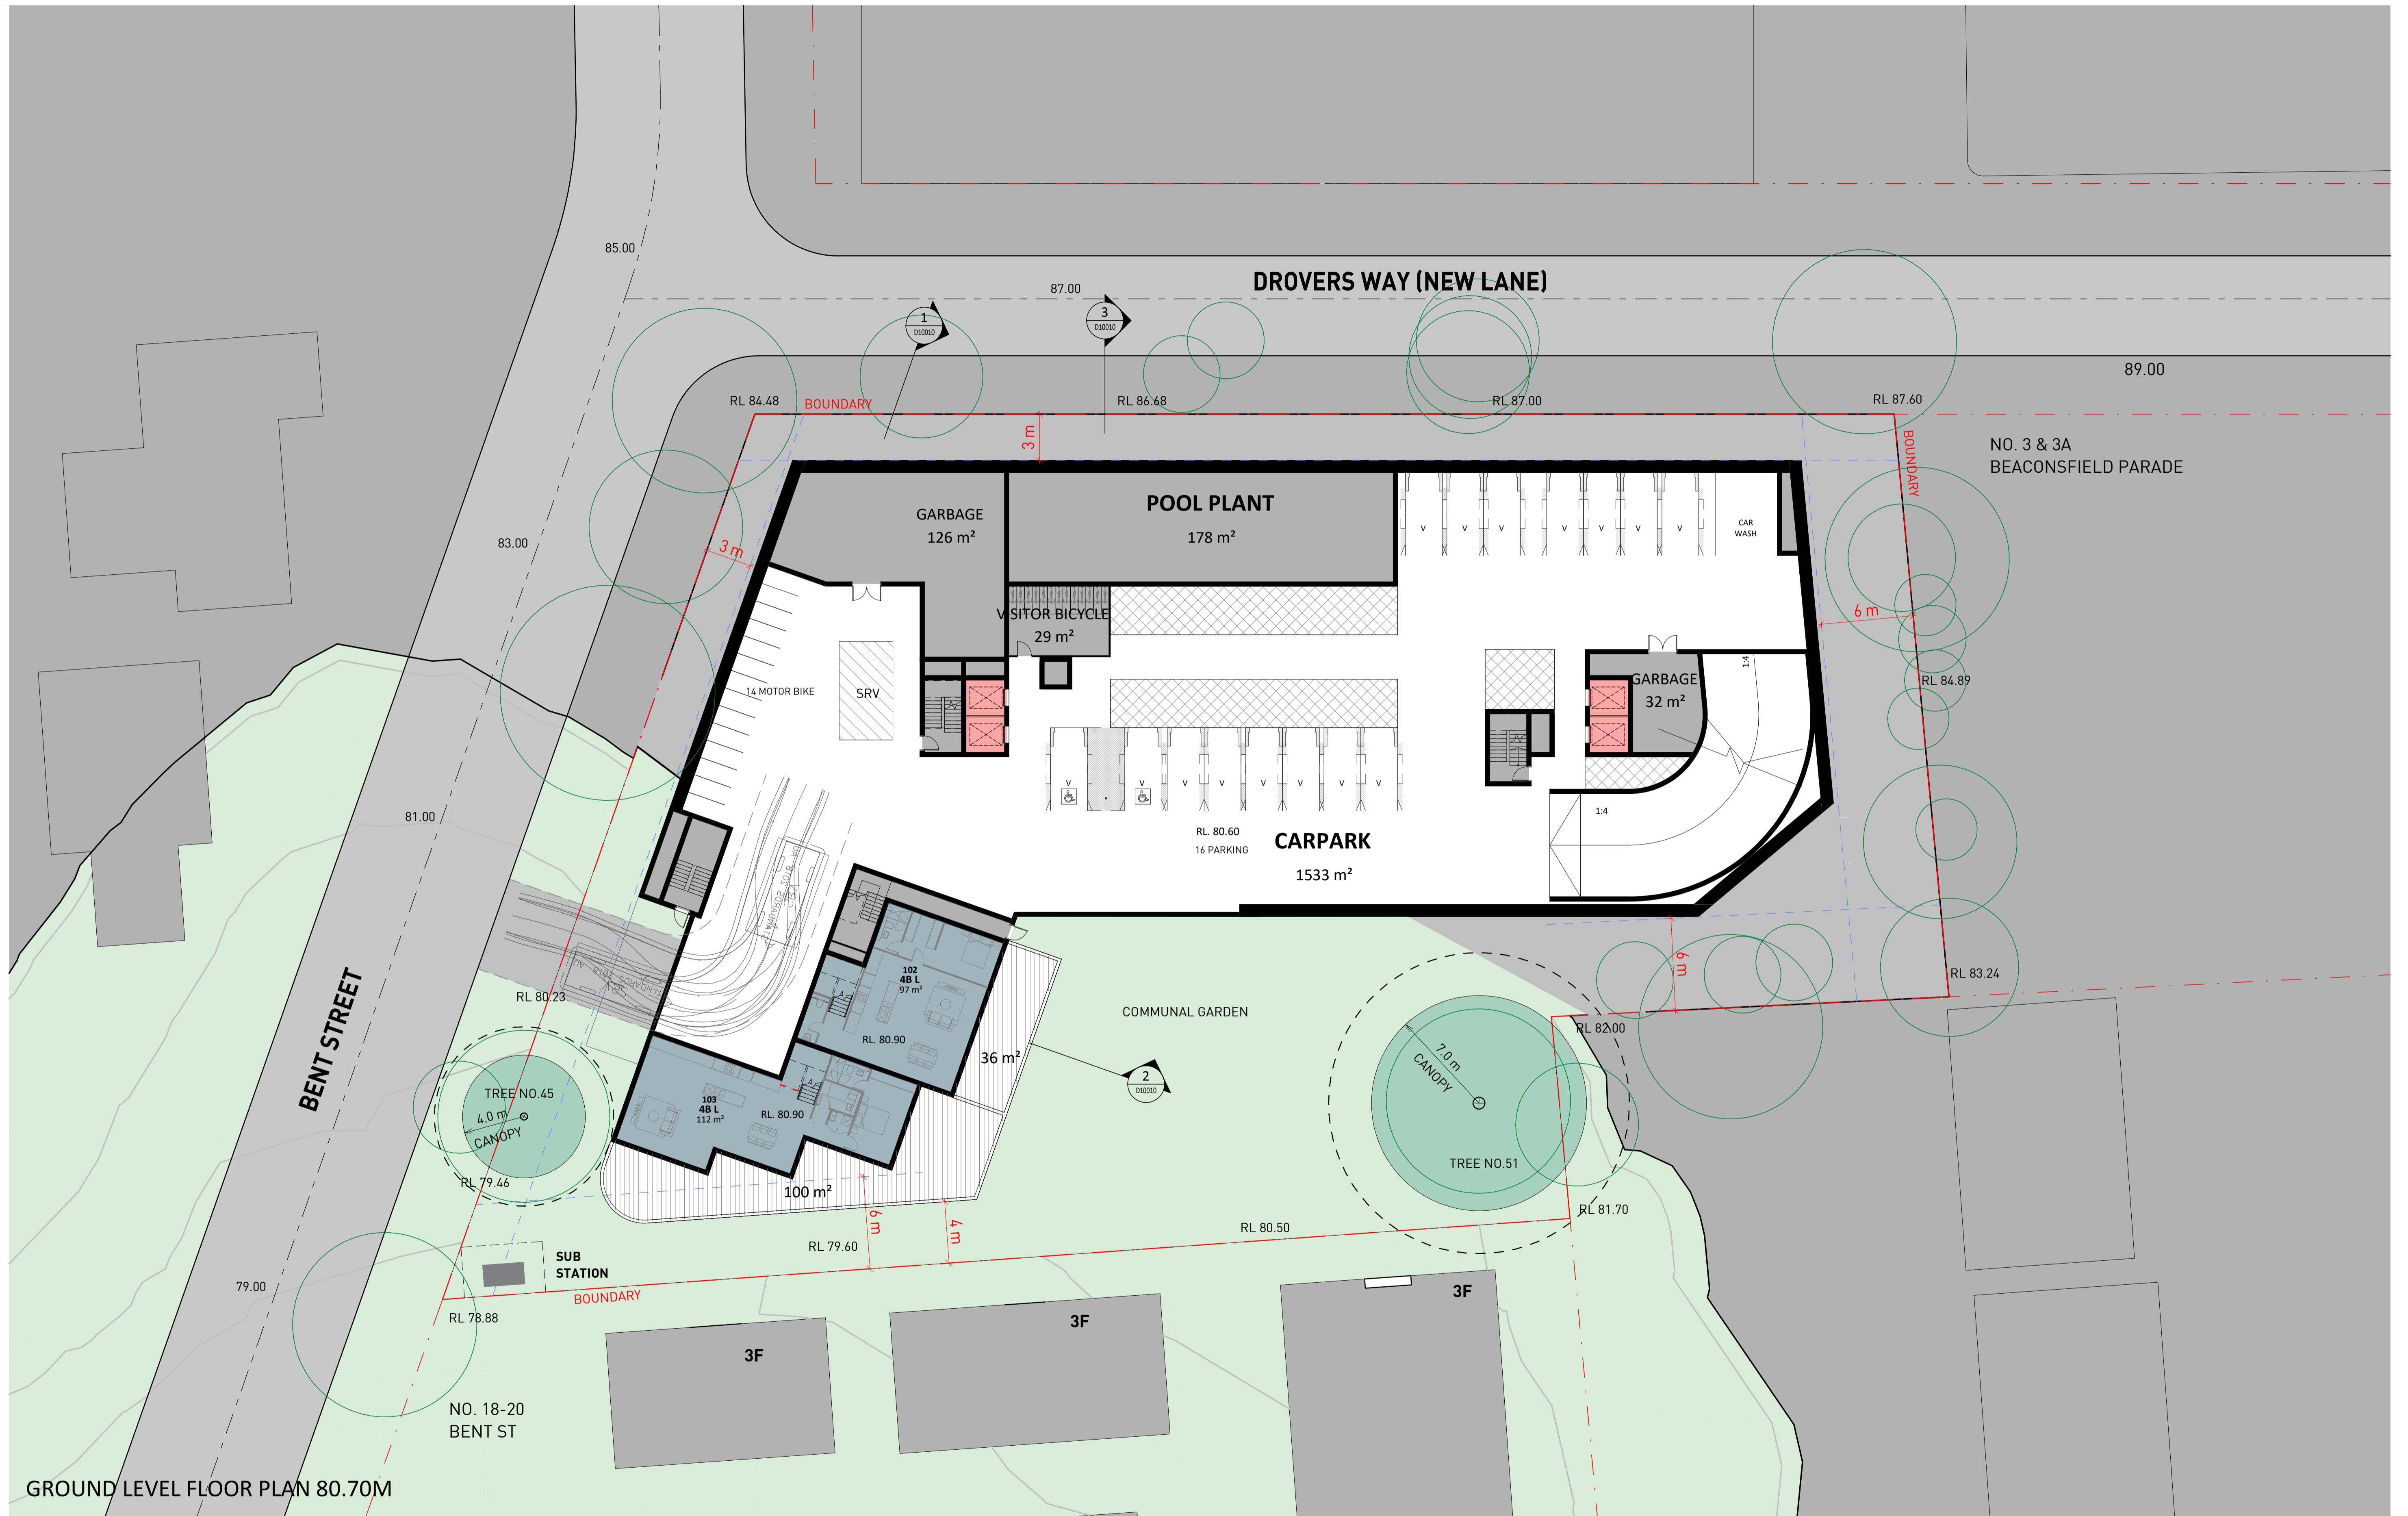 85.00
DROVERS WAY (NEW LANE)
87.00
1
D10010
3
D10010
89.00
RL 84.48
BOUNDARY
RL 86.68
RL 87.00
RL 87.60
3 m
BOUNDARY
NO. 3 & 3A
BEACONSFIELD PARADE
POOL PLANT
178 m²
GARBAGE
126 m²
CAR
WASH
V
V
V
V
V
V
V
83.00
3 m
VISITOR BICYCLE
29 m²
6 m
1:4
14 MOTOR BIKE
SRV
GARBAGE
32 m²
RL 84.89
V
V
V
V
V
V
V
V
81.00
1:4
RL. 80.60
16 PARKING
CARPARK
1533 m²
102
4B L
97 m²
RL 80.23
6 m
RL 83.24
BENT STREET
COMMUNAL GARDEN
RL 82.00
RL. 80.90
36 m²
2
D10010
7.0 m
CANOPY
TREE NO.45
4.0 m
CANOPY
103
4B L
112 m²
RL. 80.90
TREE NO.51
RL 79.46
100 m²
6 m
4 m
RL 81.70
RL 80.50
RL 79.60
SUB
STATION
79.00
BOUNDARY
RL 78.88
3F
3F
3F
NO. 18-20
BENT ST
GROUND LEVEL FLOOR PLAN 80.70M